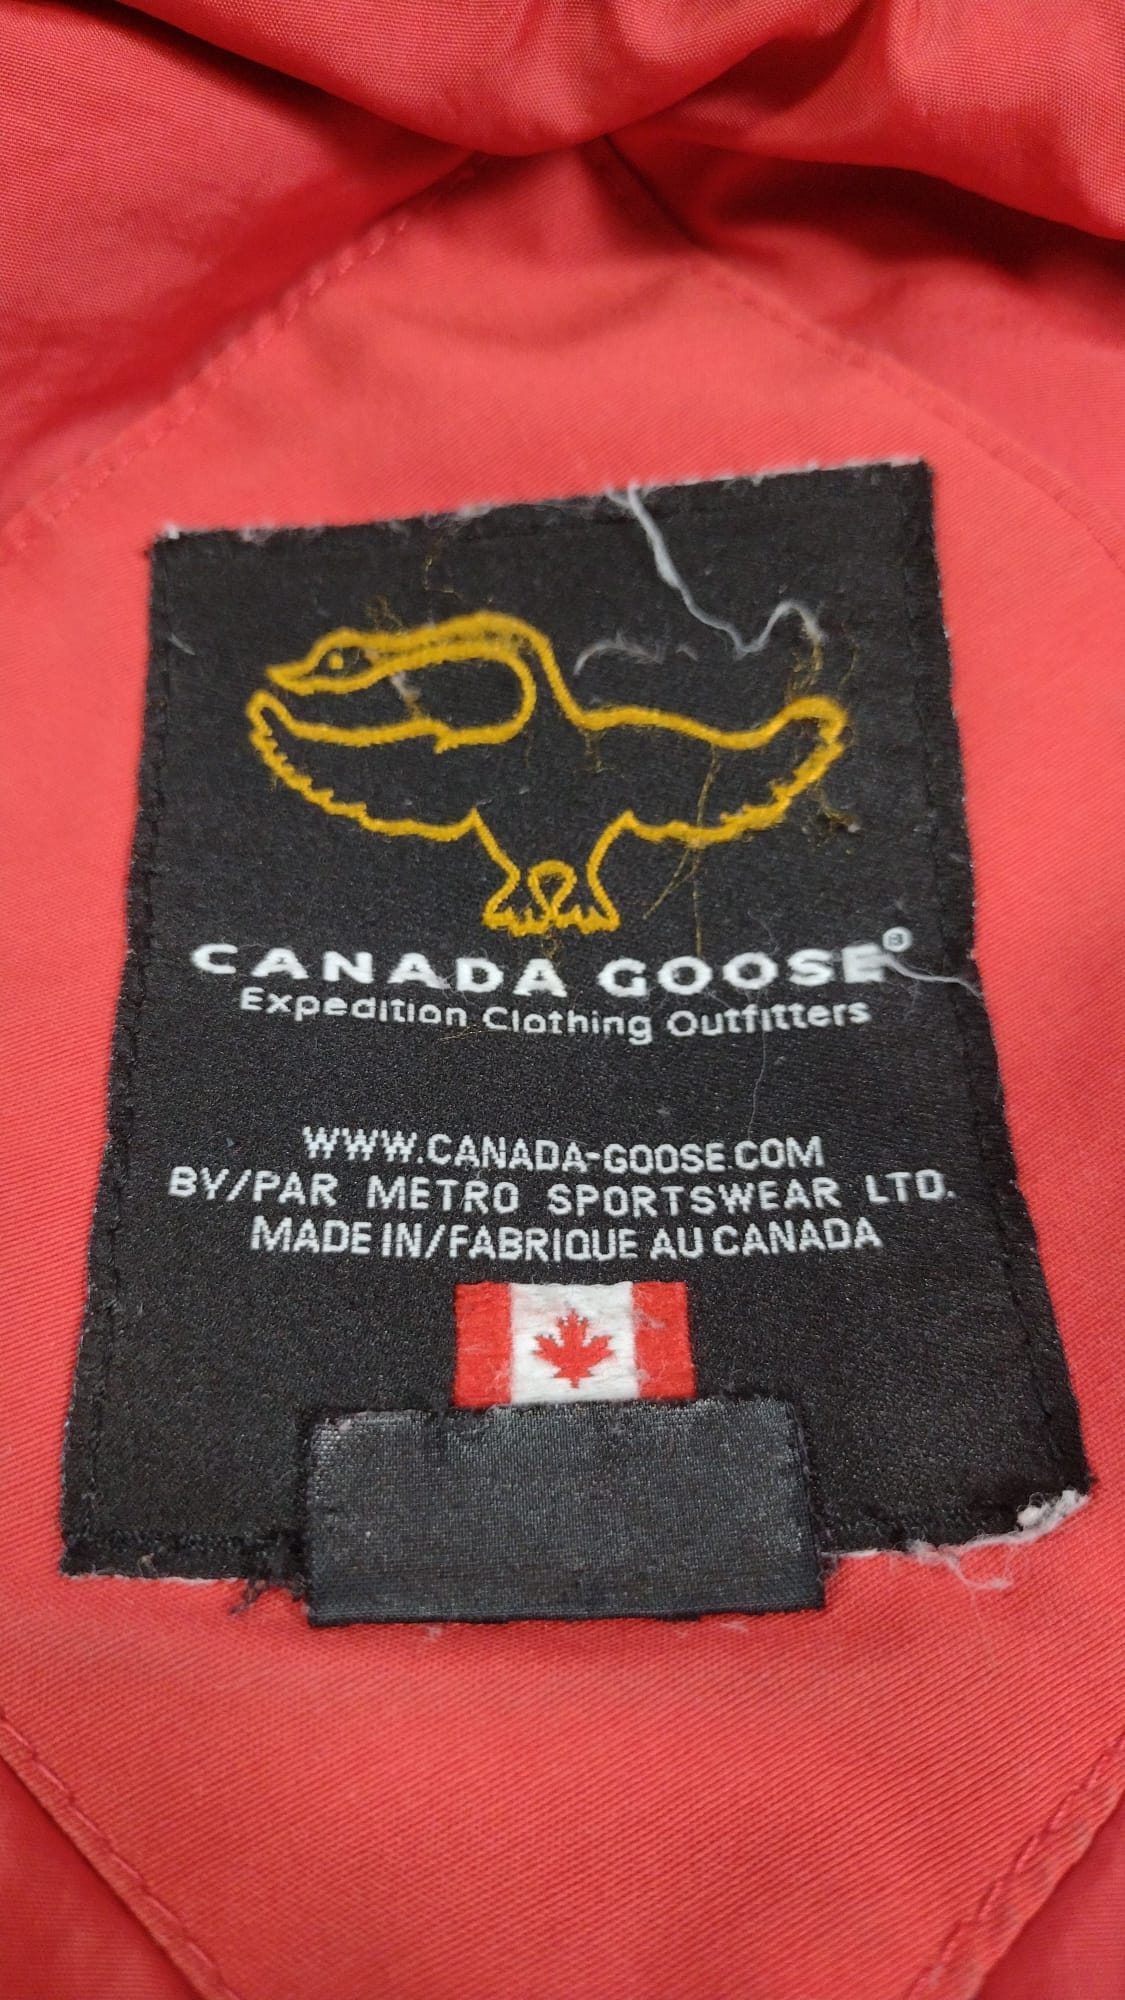 CANADA GOOSE®
Expedition Clothing Outfitters
WWW.CANADA-GOOSE.COM
BY/PAR METRO SPORTSWEAR LTD.
MADE IN/FABRIQUE AU CANADA